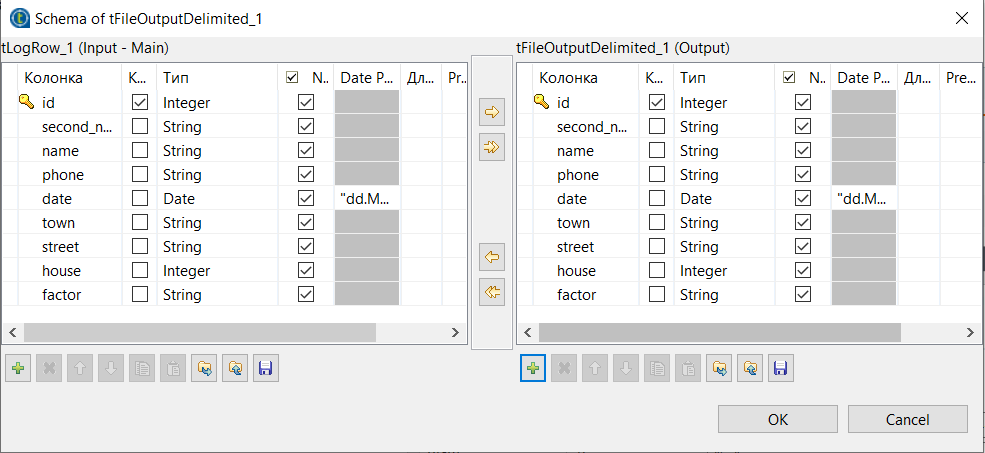 Schema of tFileOutputDelimited_1
tLogRow_1 (Input - Main)
Колонка K... Тип N.. Date P... Дл... Pr...
id Integer
second_n... String
name String
phone String
date Date "dd.M...
town String
street String
house Integer
factor String
tFileOutputDelimited_1 (Output)
Колонка K... Тип N.. Date P... Дл... Pre...
id Integer
second_n... String
name String
phone String
date Date "dd.M...
town String
street String
house Integer
factor String
OK Cancel